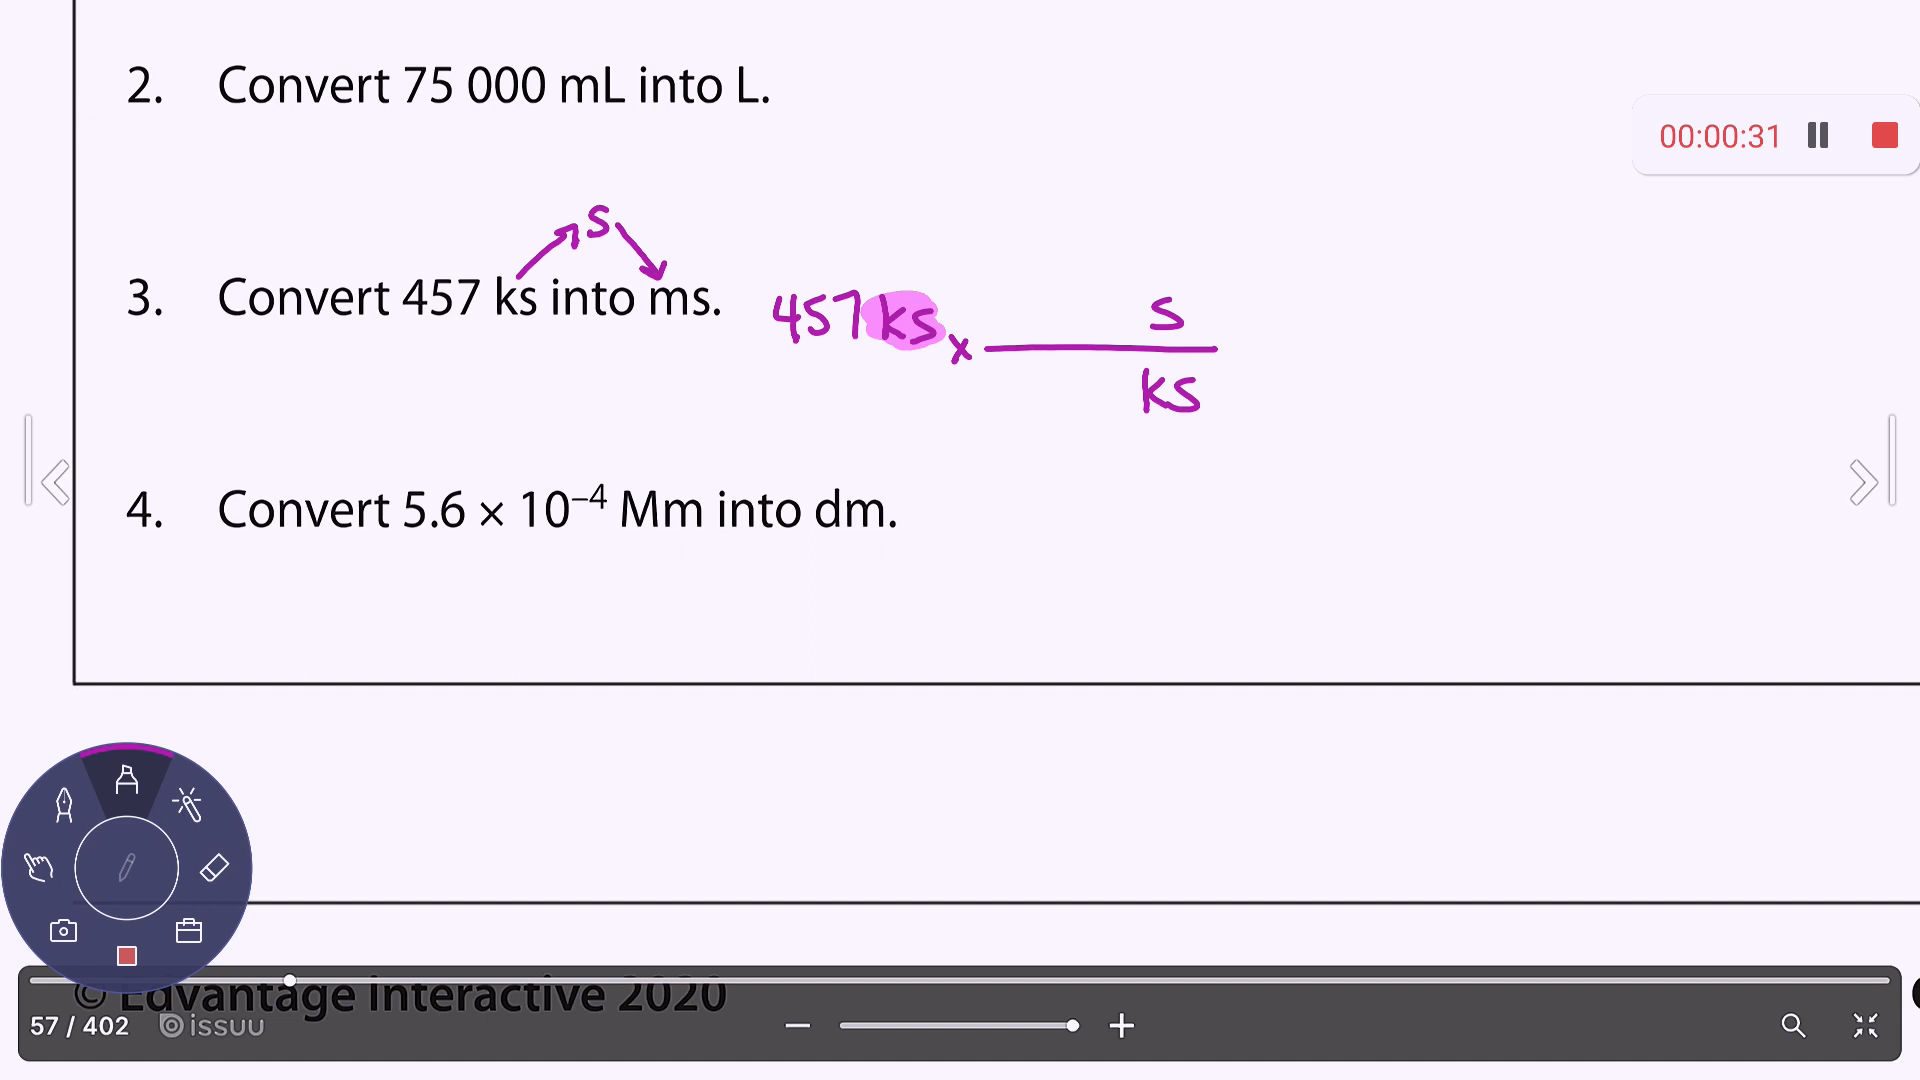 2. Convert 75 000 mL into L.
00:00:31
s
3. Convert 457 ks into ms. 457 ks x s
ks
4. Convert 5.6 × 10⁻⁴ Mm into dm.
© Edvantage Interactive 2020
57 / 402 issuu